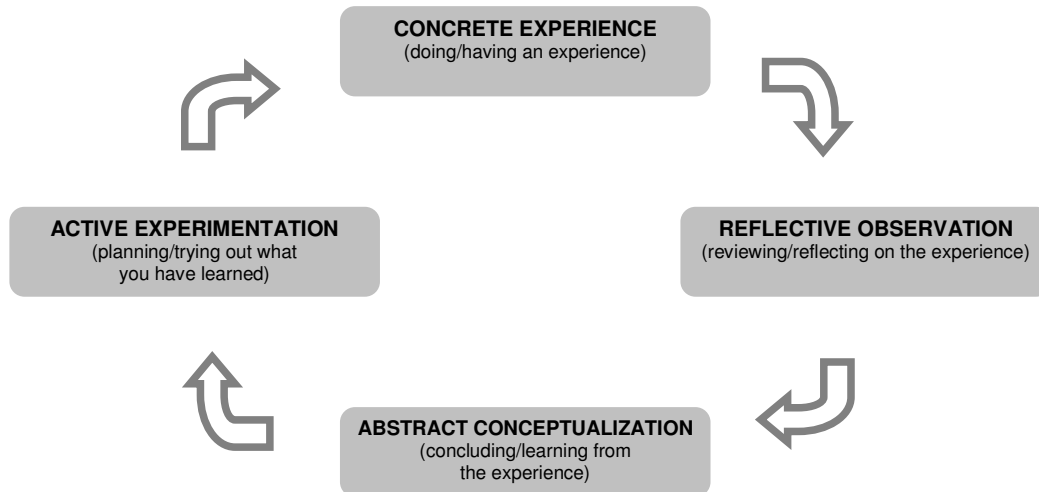 CONCRETE EXPERIENCE
(doing/having an experience)
ACTIVE EXPERIMENTATION
(planning/trying out what
you have learned)
REFLECTIVE OBSERVATION
(reviewing/reflecting on the experience)
ABSTRACT CONCEPTUALIZATION
(concluding/learning from
the experience)